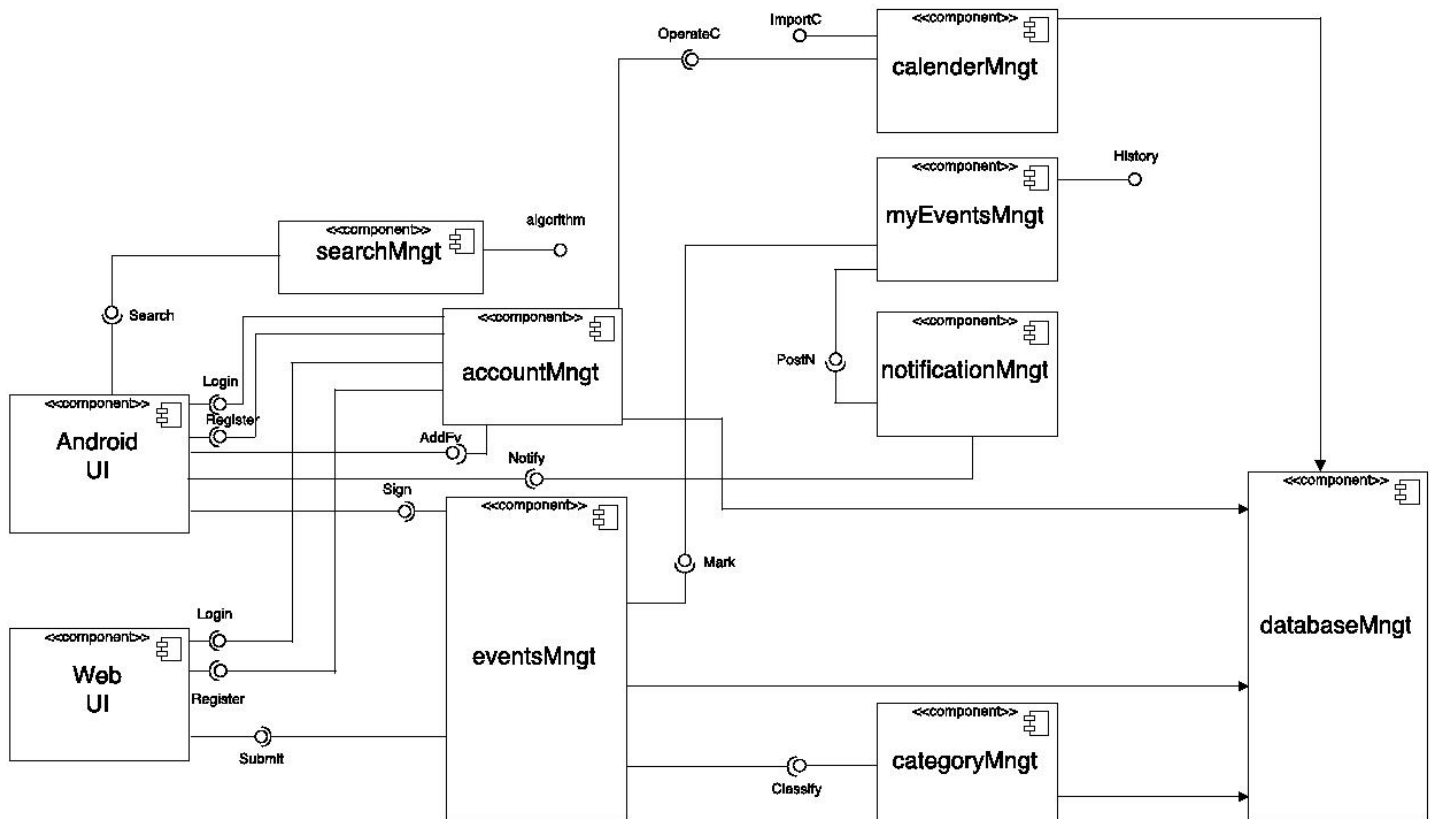 ImportC
<<component>>
calenderMngt
OperateC
<<component>>
myEventsMngt
History
<<component>>
searchMngt
algorithm
Search
<<component>>
accountMngt
PostN
<<component>>
notificationMngt
Login
Register
<<component>>
Android
UI
AddFv
Notify
Sign
<<component>>
eventsMngt
Mark
<<component>>
databaseMngt
Login
<<component>>
Web
UI
Register
Submit
<<component>>
categoryMngt
Classify